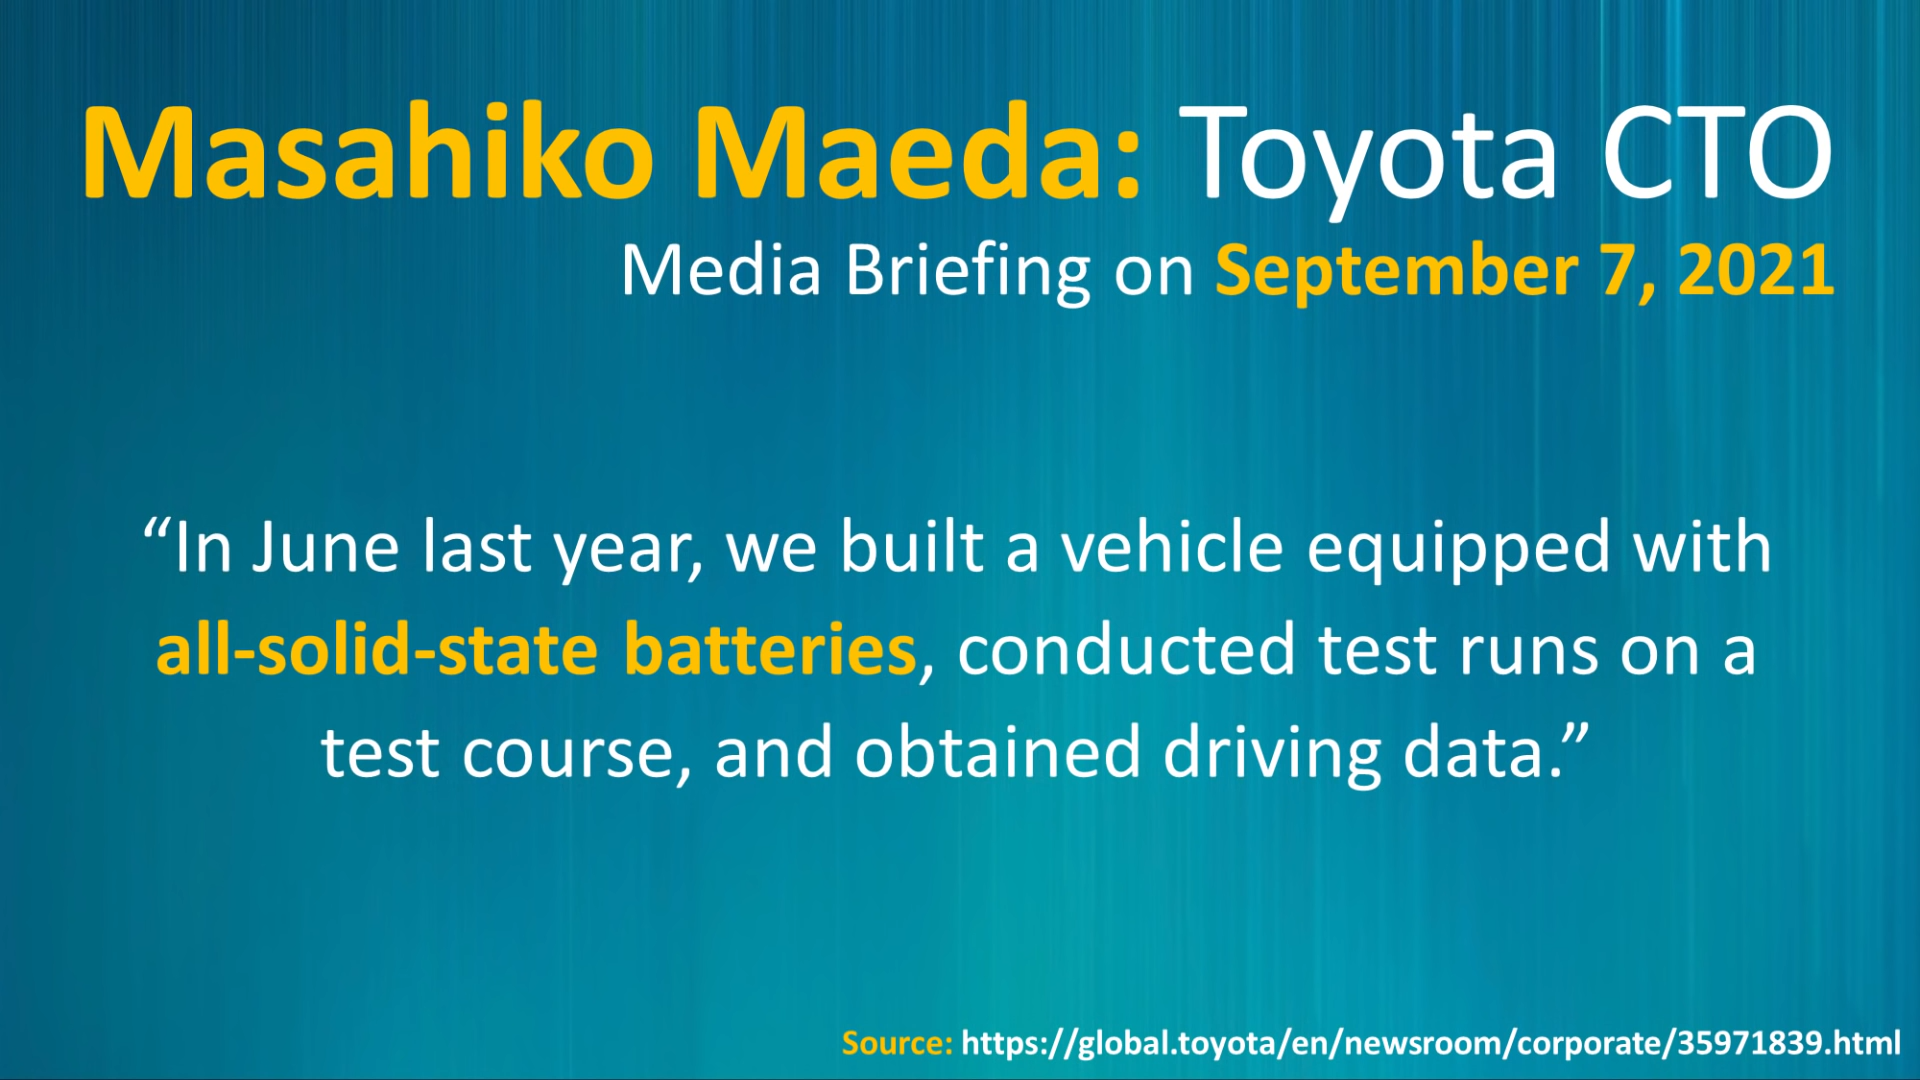 Masahiko Maeda: Toyota CTO
Media Briefing on September 7, 2021
“In June last year, we built a vehicle equipped with
all-solid-state batteries, conducted test runs on a
test course, and obtained driving data.”
Source: https://global.toyota/en/newsroom/corporate/35971839.html